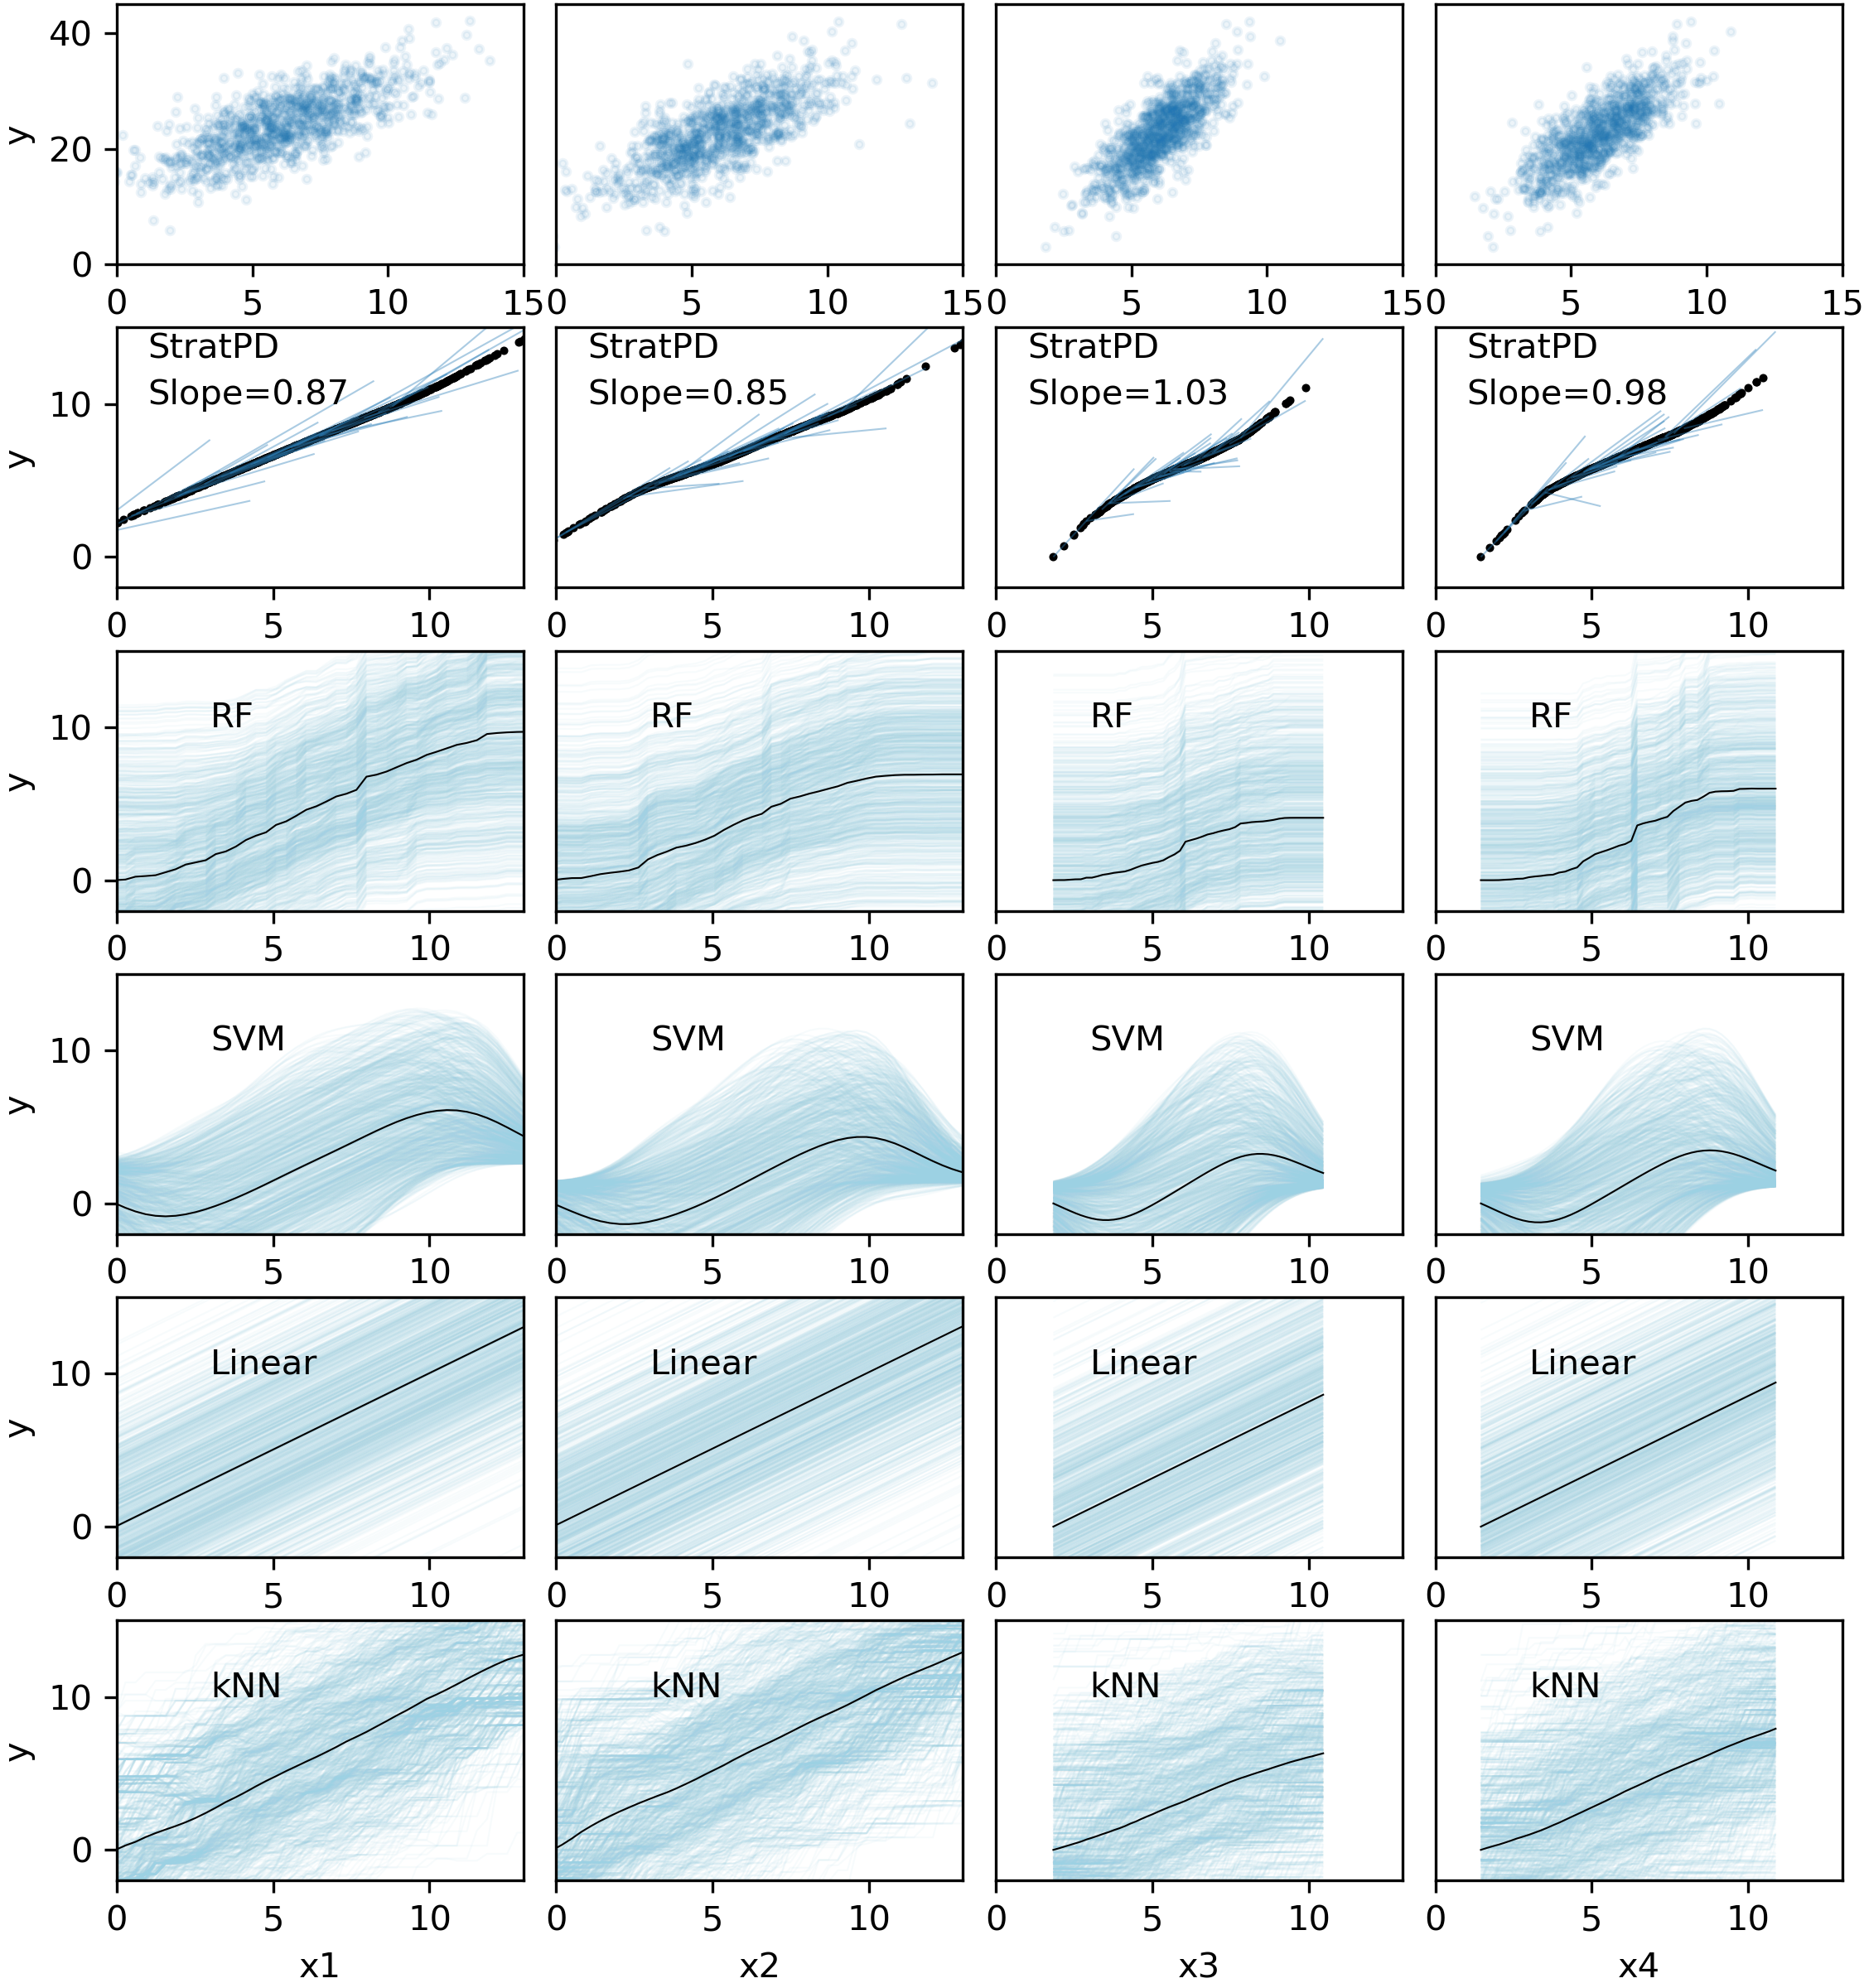 40
y 20
0
0 5 10 15 0 5 10 15 0 5 10 15 0 5 10 15
StratPD StratPD StratPD StratPD
y 10 Slope=0.87 Slope=0.85 Slope=1.03 Slope=0.98
0
0 5 10 0 5 10 0 5 10 0 5 10
y 10 RF RF RF RF
0
0 5 10 0 5 10 0 5 10 0 5 10
y 10 SVM SVM SVM SVM
0
0 5 10 0 5 10 0 5 10 0 5 10
y 10 Linear Linear Linear Linear
0
0 5 10 0 5 10 0 5 10 0 5 10
y 10 kNN kNN kNN kNN
0
0 5 10 0 5 10 0 5 10 0 5 10
x1 x2 x3 x4